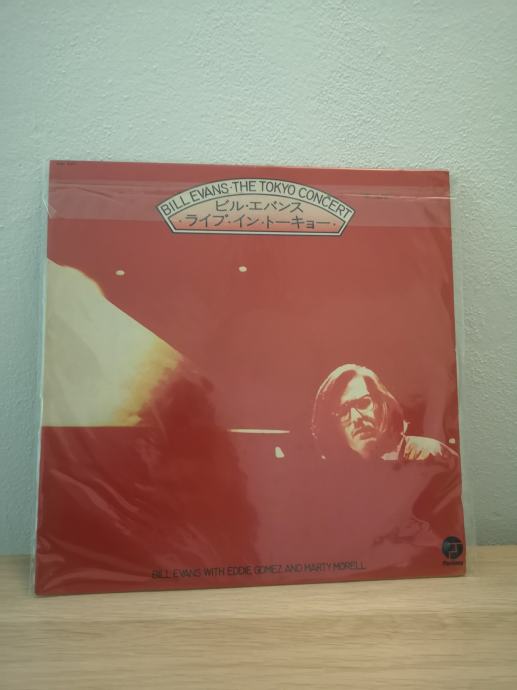 BILL EVANS·THE TOKYO CONCERT
ビル・エバンス
・ライブ・イン・トーキョー・
BILL EVANS WITH EDDIE GOMEZ AND MARTY MORELL
Fantasy